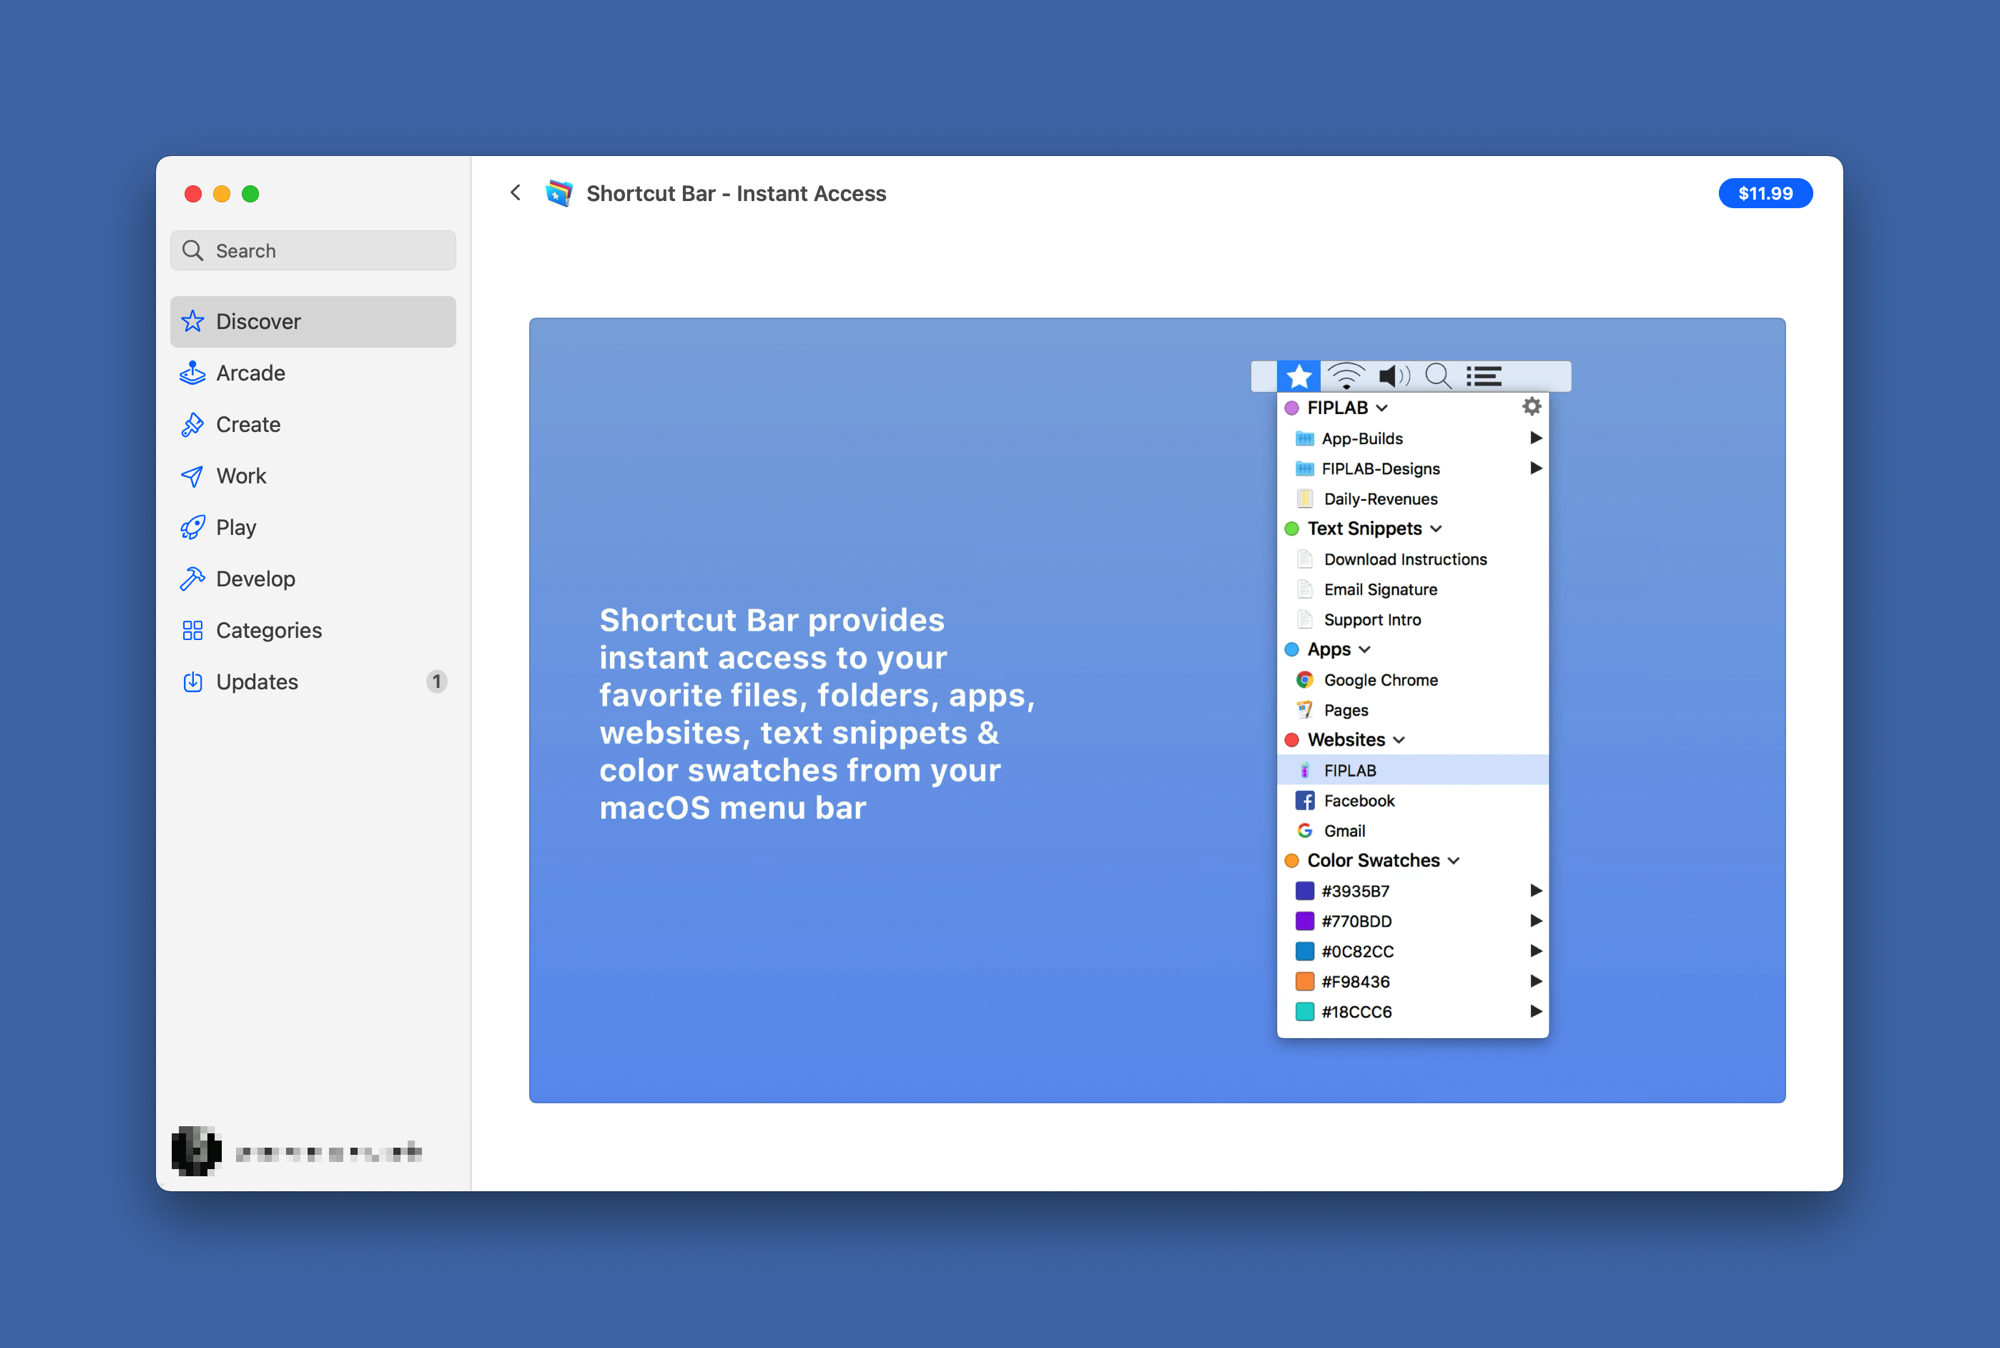 Search
Discover
Arcade
Create
Work
Play
Develop
Categories
Updates 1
Shortcut Bar - Instant Access
$11.99
Shortcut Bar provides
instant access to your
favorite files, folders, apps,
websites, text snippets &
color swatches from your
macOS menu bar
FIPLAB
App-Builds
FIPLAB-Designs
Daily-Revenues
Text Snippets
Download Instructions
Email Signature
Support Intro
Apps
Google Chrome
Pages
Websites
FIPLAB
Facebook
Gmail
Color Swatches
#3935B7
#770BDD
#0C82CC
#F98436
#18CCC6